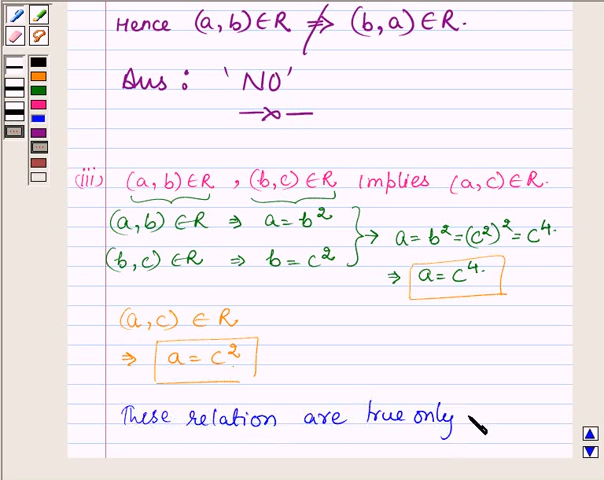 Hence (a, b) ∈ R ⇏ (b, a) ∈ R.
Ans : 'NO'
(iii) (a, b) ∈ R , (b, c) ∈ R implies (a, c) ∈ R.
(a, b) ∈ R ⇒ a = b²
(b, c) ∈ R ⇒ b = c²
→ a = b² = (c²)² = c⁴.
⇒ a = c⁴.
(a, c) ∈ R
⇒ a = c².
These relation are true only